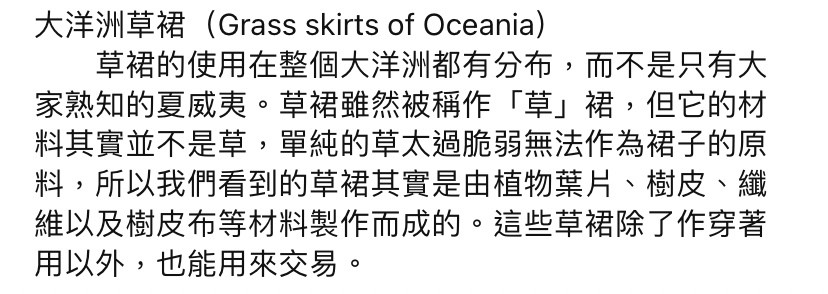 大洋洲草裙（Grass skirts of Oceania）
草裙的使用在整個大洋洲都有分布，而不是只有大
家熟知的夏威夷。草裙雖然被稱作「草」裙，但它的材
料其實並不是草，單純的草太過脆弱無法作為裙子的原
料，所以我們看到的草裙其實是由植物葉片、樹皮、纖
維以及樹皮布等材料製作而成的。這些草裙除了作穿著
用以外，也能用來交易。